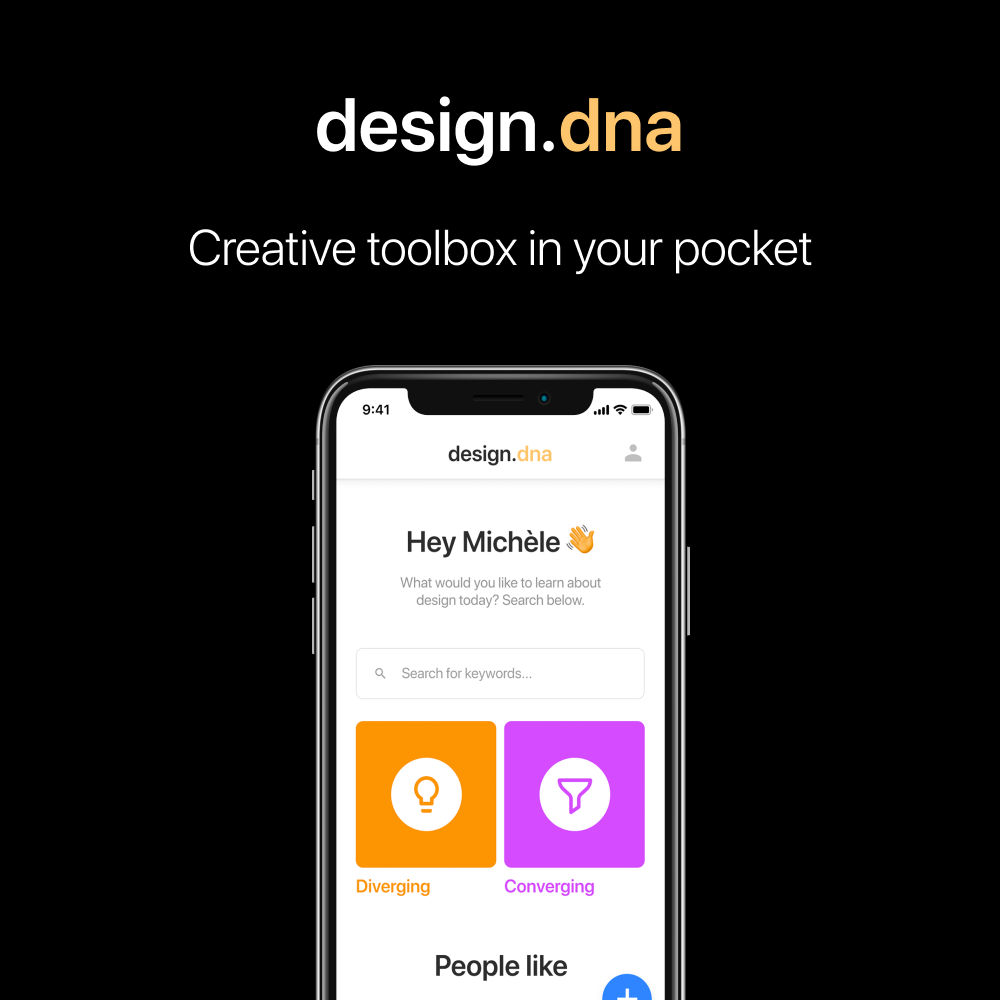 design.dna
Creative toolbox in your pocket
9:41
design.dna
Hey Michèle 👋
What would you like to learn about
design today? Search below.
Search for keywords...
Diverging
Converging
People like